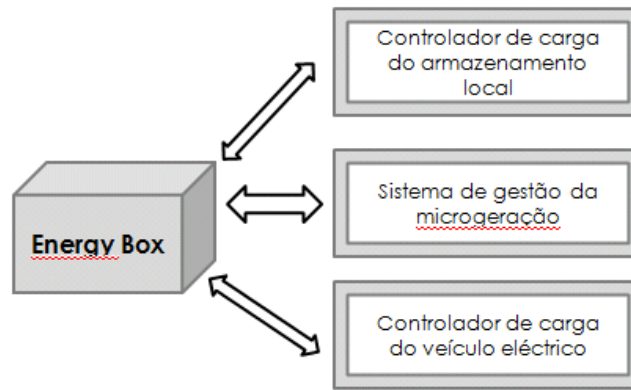 Controlador de carga
do armazenamento
local
Energy Box
Sistema de gestão da
microgeração
Controlador de carga
do veículo eléctrico